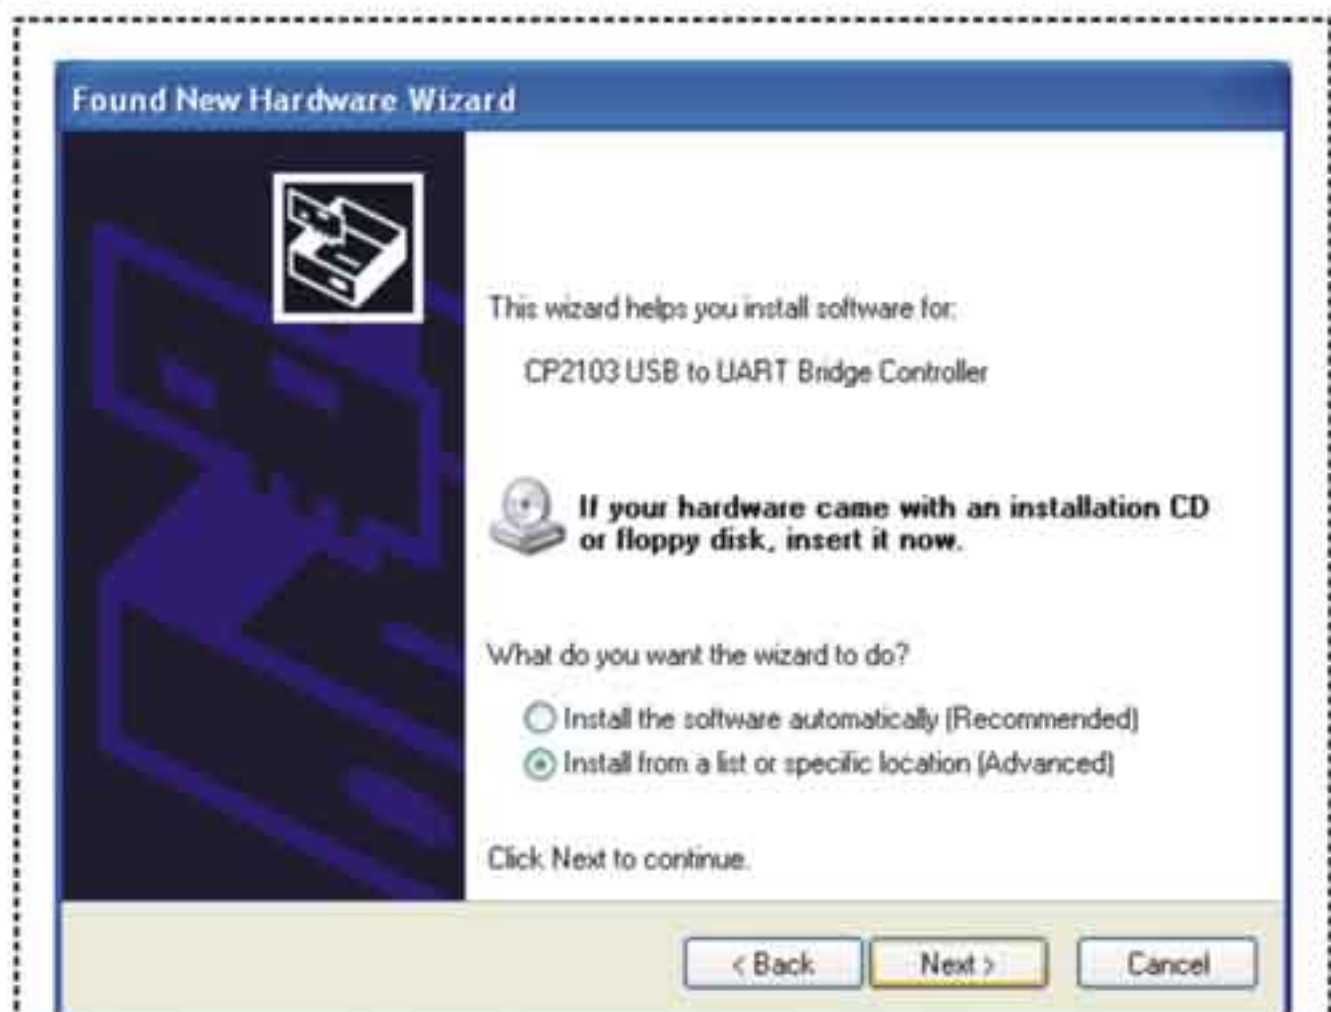 Found New Hardware Wizard
This wizard helps you install software for:
CP2103 USB to UART Bridge Controller
If your hardware came with an installation CD
or floppy disk, insert it now.
What do you want the wizard to do?
Install the software automatically (Recommended)
Install from a list or specific location (Advanced)
Click Next to continue.
< Back Next > Cancel